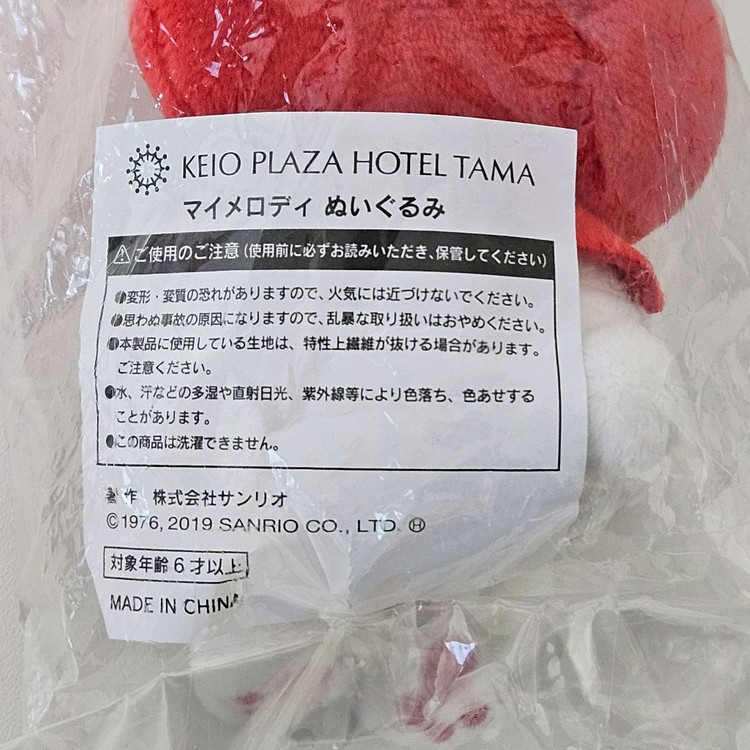 KEIO PLAZA HOTEL TAMA
マイメロディ ぬいぐるみ
⚠ご使用のご注意(使用前に必ずお読みいただき、保管してください)
●変形・変質の恐れがありますので、火気には近づけないでください。
●思わぬ事故の原因になりますので、乱暴な取り扱いはおやめください。
●本製品に使用している生地は、特性上繊維が抜ける場合があります。
ご注意ください。
●水、汗などの多湿や直射日光、紫外線等により色落ち、色あせする
ことがあります。
●この商品は洗濯できません。
著作 株式会社サンリオ
©1976, 2019 SANRIO CO., LTD. Ⓗ
対象年齢6才以上
MADE IN CHINA